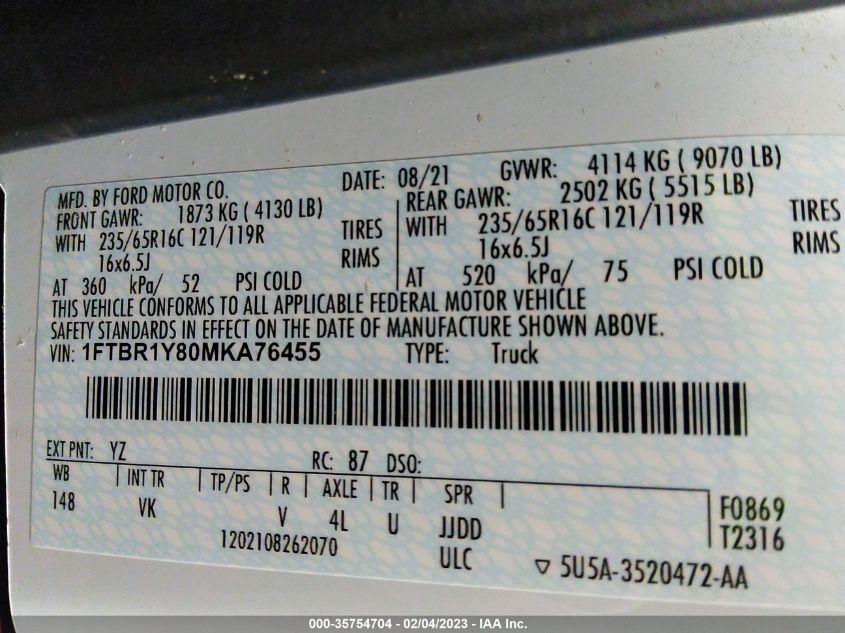 MFD. BY FORD MOTOR CO.
DATE: 08/21
GVWR: 4114 KG ( 9070 LB)
FRONT GAWR: 1873 KG ( 4130 LB)
WITH 235/65R16C 121/119R TIRES
16x6.5J RIMS
AT 360 kPa/ 52 PSI COLD
REAR GAWR: 2502 KG ( 5515 LB)
WITH 235/65R16C 121/119R TIRES
16x6.5J RIMS
AT 520 kPa/ 75 PSI COLD
THIS VEHICLE CONFORMS TO ALL APPLICABLE FEDERAL MOTOR VEHICLE
SAFETY STANDARDS IN EFFECT ON THE DATE OF MANUFACTURE SHOWN ABOVE.
VIN: 1FTBR1Y80MKA76455 TYPE: Truck
EXT PNT: YZ RC: 87 DSO:
WB INT TR TP/PS R AXLE TR SPR
148 VK V 4L U JJDD
F0869
T2316
1202108262070 ULC
5U5A-3520472-AA
000-35754704 - 02/04/2023 - IAA Inc.